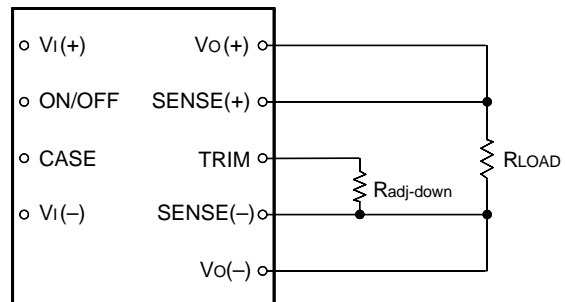 VI(+)
VO(+)
ON/OFF
SENSE(+)
CASE
TRIM
RLOAD
Radj-down
VI(–)
SENSE(–)
VO(–)